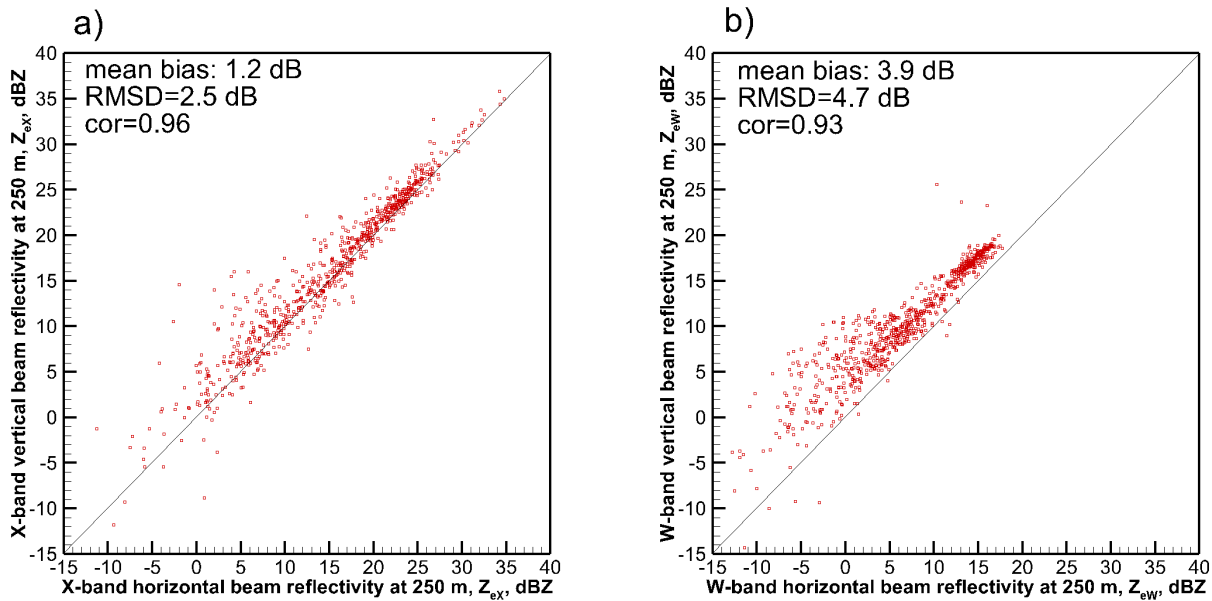 a)
mean bias: 1.2 dB
RMSD=2.5 dB
cor=0.96
X-band vertical beam reflectivity at 250 m, ZeX, dBZ
40
35
30
25
20
15
10
5
0
-5
-10
-15
-15 -10 -5 0 5 10 15 20 25 30 35 40
X-band horizontal beam reflectivity at 250 m, ZeX, dBZ
b)
mean bias: 3.9 dB
RMSD=4.7 dB
cor=0.93
W-band vertical beam reflectivity at 250 m, ZeW, dBZ
40
35
30
25
20
15
10
5
0
-5
-10
-15
-15 -10 -5 0 5 10 15 20 25 30 35 40
W-band horizontal beam reflectivity at 250 m, ZeW, dBZ